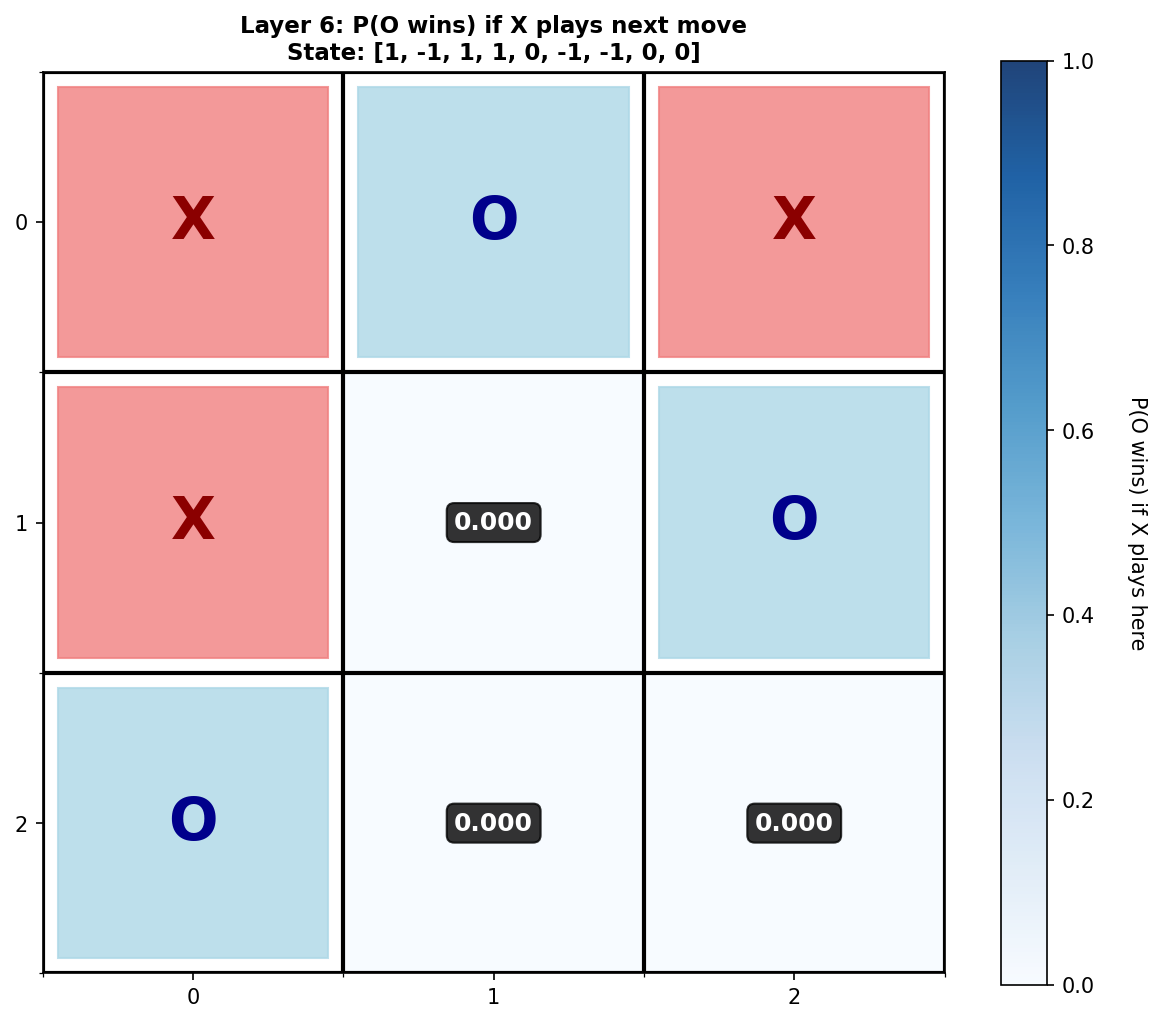 Layer 6: P(O wins) if X plays next move
State: [1, -1, 1, 1, 0, -1, -1, 0, 0]
0
X
O
X
1
X
0.000
O
2
O
0.000
0.000
0
1
2
1.0
0.8
0.6
0.4
0.2
0.0
P(O wins) if X plays here